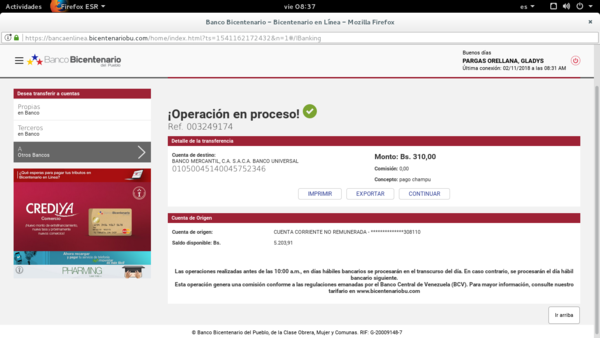 Actividades
Firefox ESR
vie 08:37
es
Banco Bicentenario - Bicentenario en Línea - Mozilla Firefox
https://bancaenlinea.bicentenariobu.com/home/index.html?ts=1541162172432&n=1#/IBanking
Banco Bicentenario
del Pueblo
Buenos días
PARGAS ORELLANA, GLADYS
Última conexión: 02/11/2018 a las 08:31 AM
Desea transferir a cuentas
Propias
en Banco
Terceros
en Banco
A
Otros Bancos
¿Qué esperas para pagar tus tributos en
Bicentenario en Línea?
CREDIYA
Comercio
PHARMING
¡Operación en proceso!
Ref. 003249174
Detalle de la transferencia
Cuenta de destino:
BANCO MERCANTIL, C.A. S.A.C.A. BANCO UNIVERSAL
01050045140045752346
Monto: Bs. 310,00
Comisión: 0,00
Concepto: pago champu
IMPRIMIR
EXPORTAR
CONTINUAR
Cuenta de Origen
Cuenta de origen:
CUENTA CORRIENTE NO REMUNERADA - **************308110
Saldo disponible: Bs.
5.203,91
Las operaciones realizadas antes de las 10:00 a.m., en días hábiles bancarios se procesarán en el transcurso del día. En caso contrario, se procesarán el día hábil
bancario siguiente.
Esta operación genera una comisión conforme a las regulaciones emanadas por el Banco Central de Venezuela (BCV). Para mayor información, consulte nuestro
tarifario en www.bicentenariobu.com
Ir arriba
© Banco Bicentenario del Pueblo, de la Clase Obrera, Mujer y Comunas. RIF: G-20009148-7